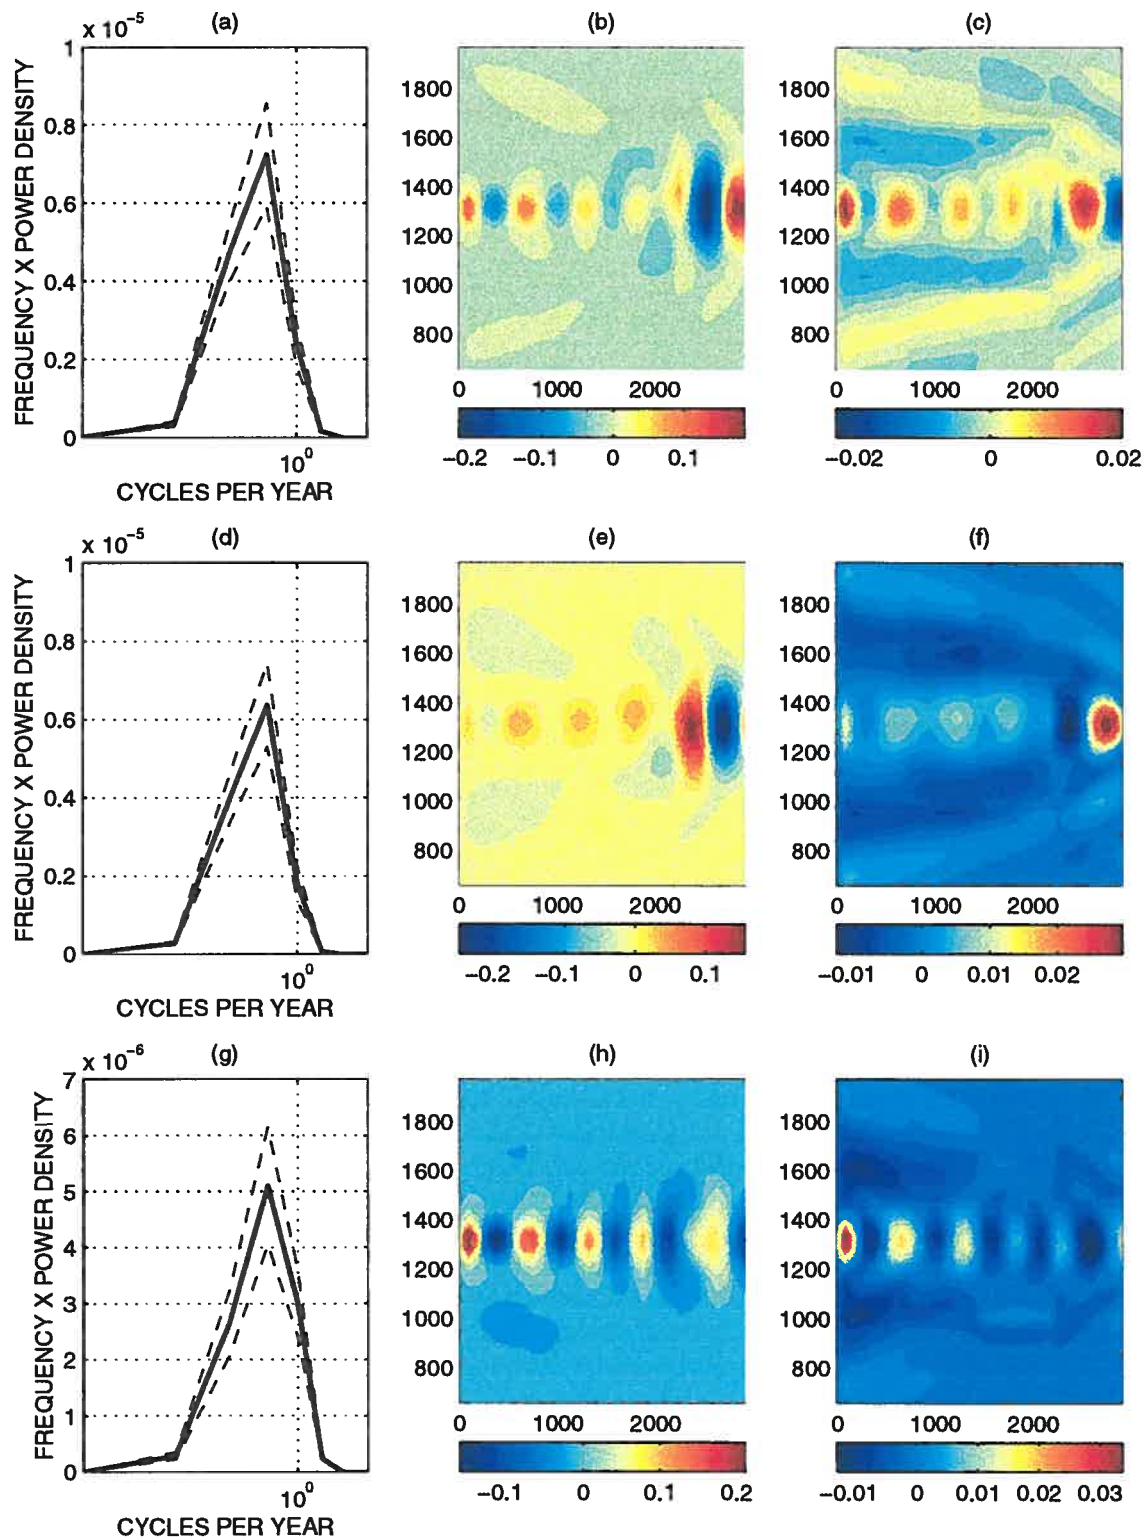 (a) (b) (c)
x 10⁻⁵
1
0.8
0.6
0.4
0.2
0
FREQUENCY X POWER DENSITY
10⁰
CYCLES PER YEAR
1800
1600
1400
1200
1000
800
0 1000 2000
−0.2 −0.1 0 0.1
1800
1600
1400
1200
1000
800
0 1000 2000
−0.02 0 0.02
(d) (e) (f)
x 10⁻⁵
1
0.8
0.6
0.4
0.2
0
FREQUENCY X POWER DENSITY
10⁰
CYCLES PER YEAR
1800
1600
1400
1200
1000
800
0 1000 2000
−0.2 −0.1 0 0.1
1800
1600
1400
1200
1000
800
0 1000 2000
−0.01 0 0.01 0.02
(g) (h) (i)
x 10⁻⁶
7
6
5
4
3
2
1
0
FREQUENCY X POWER DENSITY
10⁰
CYCLES PER YEAR
1800
1600
1400
1200
1000
800
0 1000 2000
−0.1 0 0.1 0.2
1800
1600
1400
1200
1000
800
0 1000 2000
−0.01 0 0.01 0.02 0.03